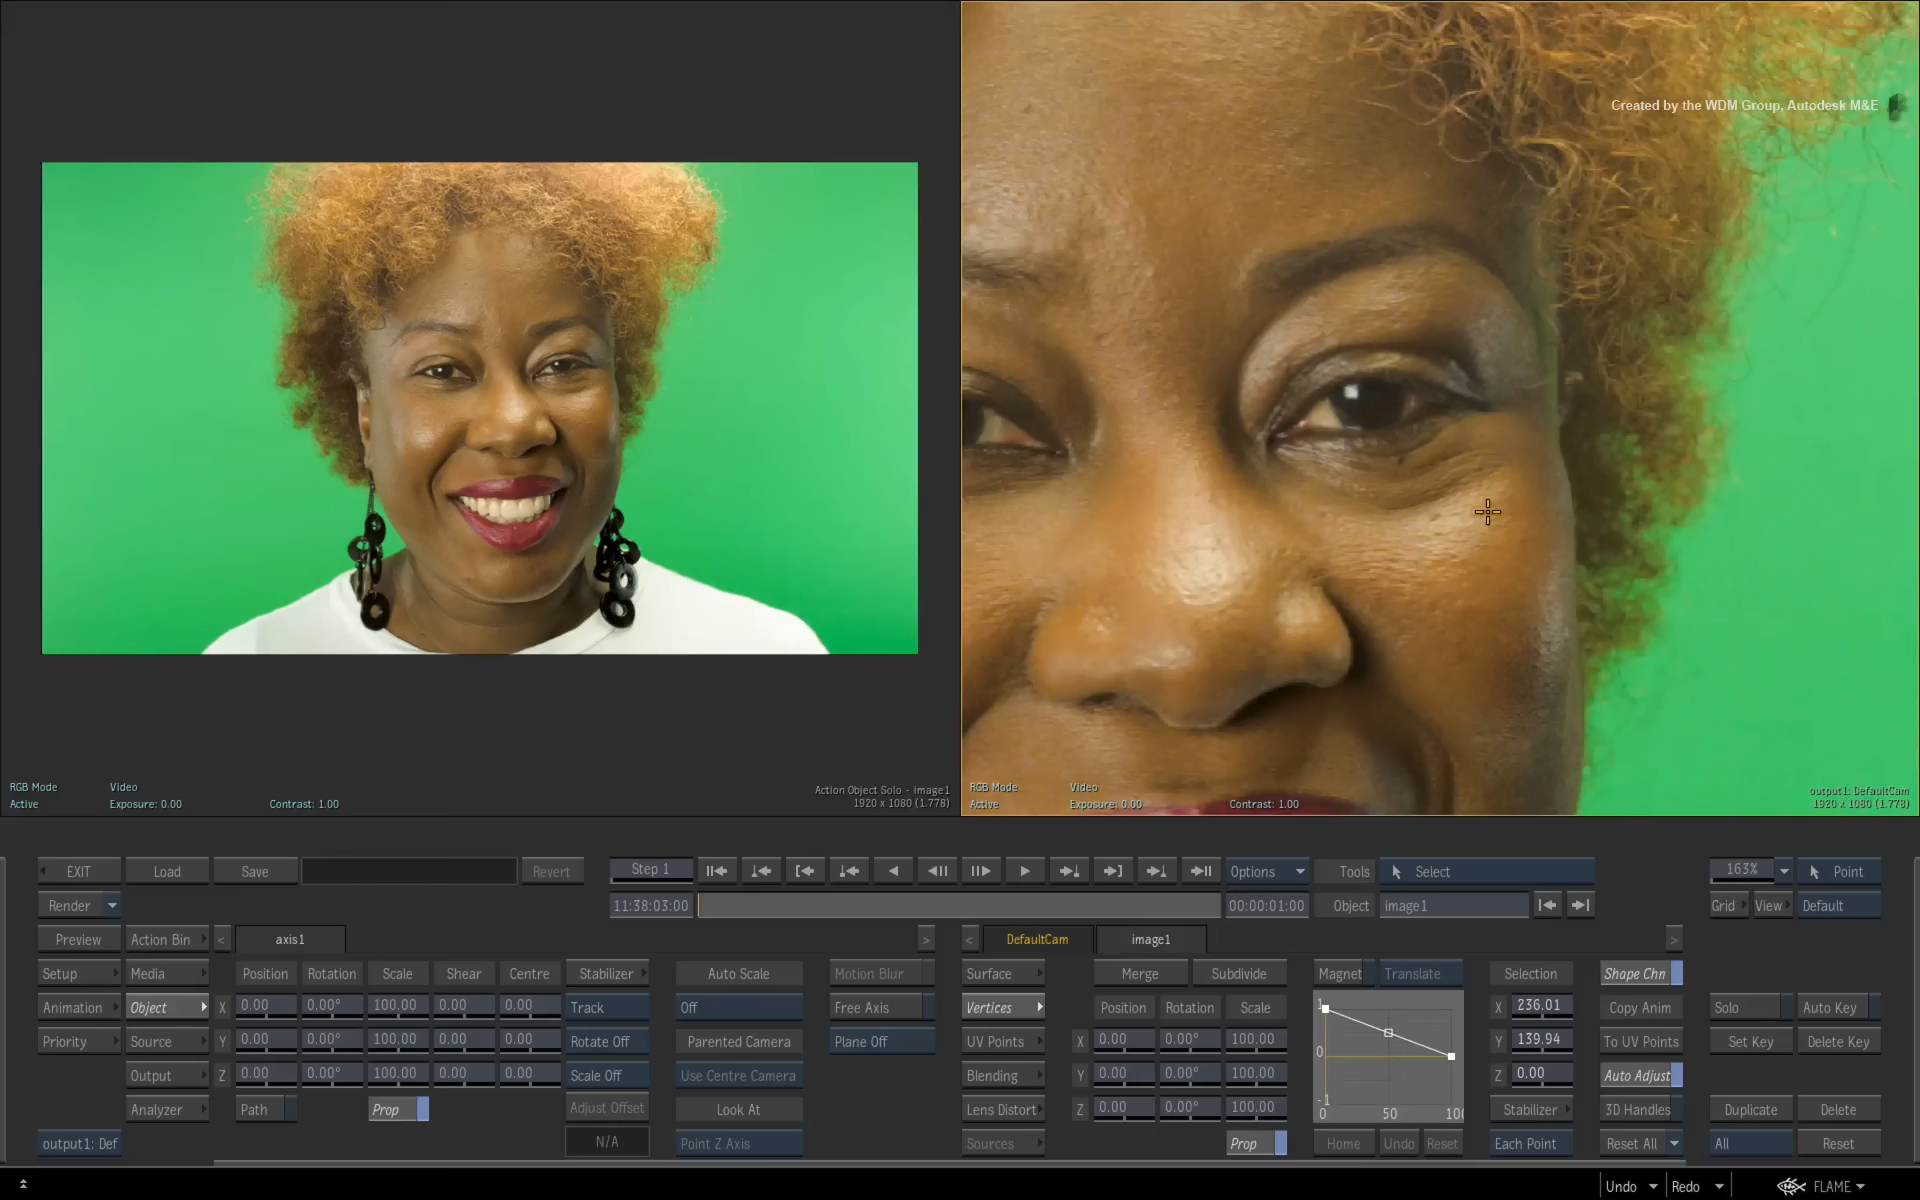 Created by the WDM Group, Autodesk M&E
RGB Mode Video
Active Exposure: 0.00 Contrast: 1.00
Action Object Solo - image1
1920 x 1080 (1.778)
RGB Mode Video
Active Exposure: 0.00 Contrast: 1.00
output1: DefaultCam
1920 x 1080 (1.778)
EXIT Load Save Revert Step 1 Options Tools Select 163% Point
Render 11:38:03:00 00:00:01:00 Object image1 Grid View Default
Preview Action Bin < axis1 > < DefaultCam image1 >
Setup Media Position Rotation Scale Shear Centre Stabilizer Auto Scale Motion Blur Surface Merge Subdivide Magnet Translate Selection Shape Chn
Animation Object X 0.00 0.00° 100.00 0.00 0.00 Track Off Free Axis Vertices Position Rotation Scale 1 X 236.01 Copy Anim Solo Auto Key
Priority Source Y 0.00 0.00° 100.00 0.00 0.00 Rotate Off Parented Camera Plane Off UV Points X 0.00 0.00° 100.00 0 Y 139.94 To UV Points Set Key Delete Key
Output Z 0.00 0.00° 100.00 0.00 0.00 Scale Off Use Centre Camera Blending Y 0.00 0.00° 100.00 Z 0.00 Auto Adjust
Analyzer Path Prop Adjust Offset Look At Lens Distort Z 0.00 0.00° 100.00 -1 0 50 100 Stabilizer 3D Handles Duplicate Delete
output1: Def N/A Point Z Axis Sources Prop Home Undo Reset Each Point Reset All All Reset
Undo Redo FLAME